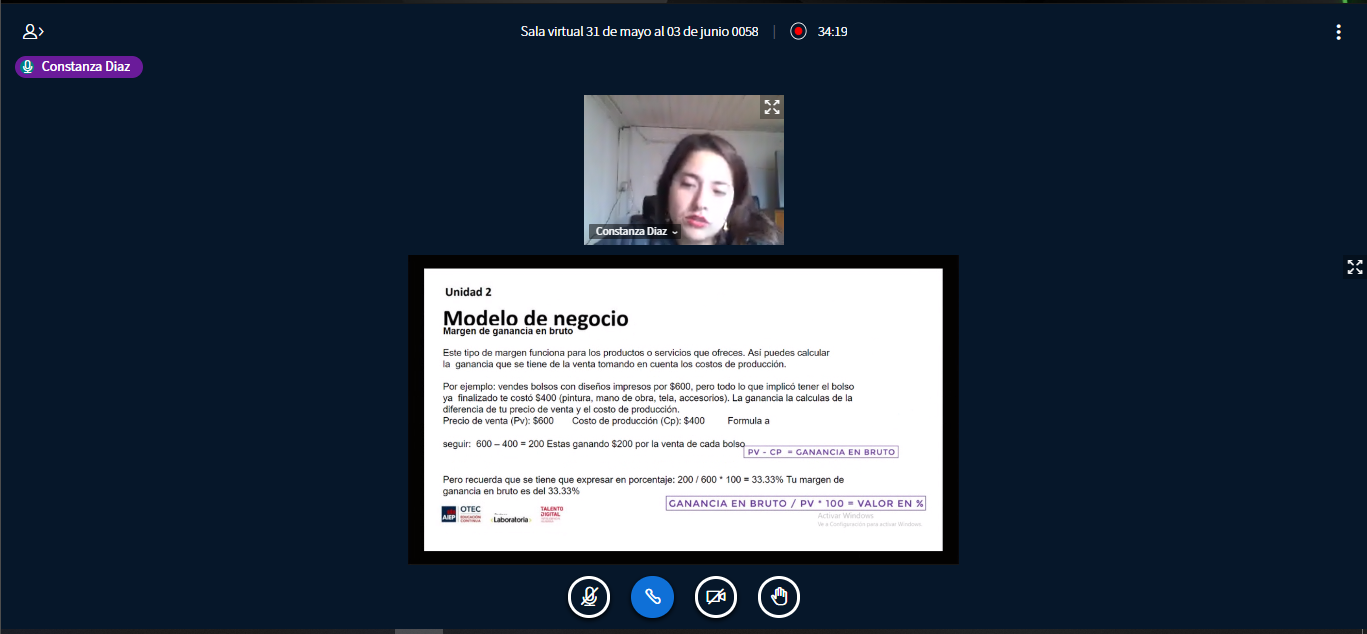 Sala virtual 31 de mayo al 03 de junio 0058 | 34:19
Constanza Diaz
Constanza Diaz
Unidad 2
Modelo de negocio
Margen de ganancia en bruto
Este tipo de margen funciona para los productos o servicios que ofreces. Así puedes calcular
la ganancia que se tiene de la venta tomando en cuenta los costos de producción.
Por ejemplo: vendes bolsos con diseños impresos por $600, pero todo lo que implicó tener el bolso
ya finalizado te costó $400 (pintura, mano de obra, tela, accesorios). La ganancia la calculas de la
diferencia de tu precio de venta y el costo de producción.
Precio de venta (Pv): $600 Costo de producción (Cp): $400 Formula a
seguir: 600 – 400 = 200 Estas ganando $200 por la venta de cada bolso
PV - CP = GANANCIA EN BRUTO
Pero recuerda que se tiene que expresar en porcentaje: 200 / 600 * 100 = 33.33% Tu margen de
ganancia en bruto es del 33.33%
GANANCIA EN BRUTO / PV * 100 = VALOR EN %
AIEP
OTEC
EDUCACIÓN
CONTINUA
Laboratoria
TALENTO
DIGITAL
Activar Windows
Ve a Configuración para activar Windows.